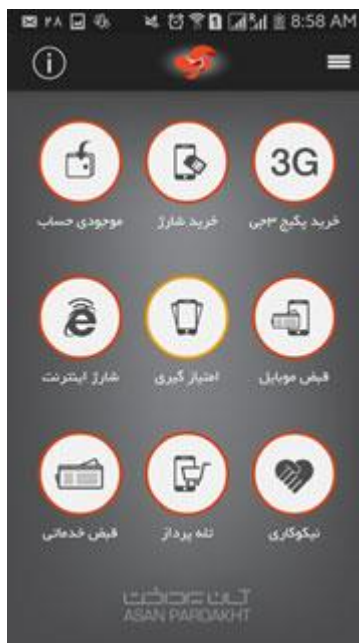 ۲۸ 8:58 AM
3G
خرید پکیج ۳جی
خرید شارژ
موجودی حساب
قبض موبایل
امتیاز گیری
شارژ اینترنت
نیکوکاری
تله پرداز
قبض خدماتی
آسان پرداخت
ASAN PARDAKHT